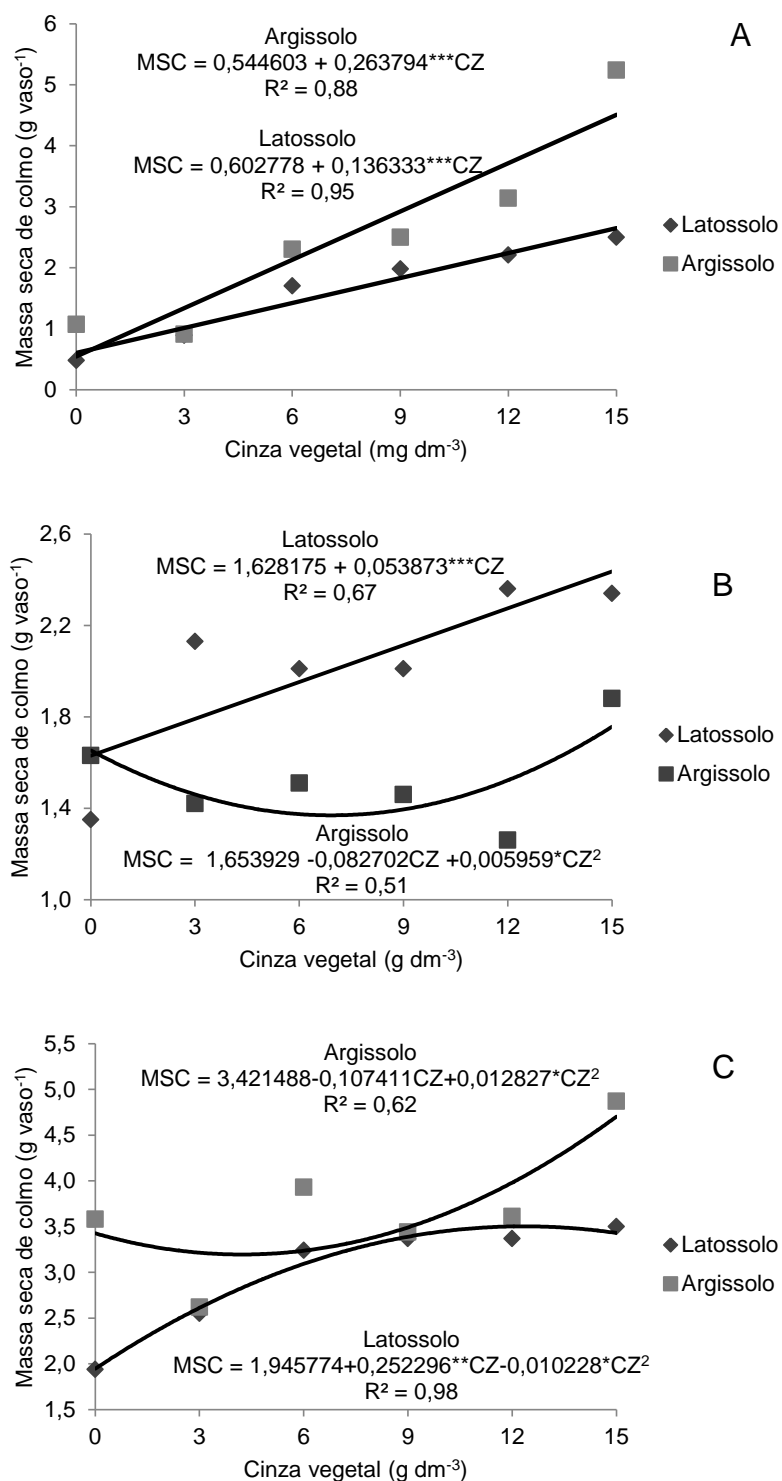 A
Argissolo
MSC = 0,544603 + 0,263794***CZ
R² = 0,88
Latossolo
MSC = 0,602778 + 0,136333***CZ
R² = 0,95
Massa seca de colmo (g vaso⁻¹)
6
5
4
3
2
1
0
0 3 6 9 12 15
Cinza vegetal (mg dm⁻³)
Latossolo
Argissolo
B
Latossolo
MSC = 1,628175 + 0,053873***CZ
R² = 0,67
Massa seca de colmo (g vaso⁻¹)
2,6
2,2
1,8
1,4
1,0
Argissolo
MSC = 1,653929 -0,082702CZ +0,005959*CZ²
R² = 0,51
0 3 6 9 12 15
Cinza vegetal (g dm⁻³)
Latossolo
Argissolo
C
Argissolo
MSC = 3,421488-0,107411CZ+0,012827*CZ²
R² = 0,62
Massa seca de colmo (g vaso⁻¹)
5,5
5,0
4,5
4,0
3,5
3,0
2,5
2,0
1,5
Latossolo
MSC = 1,945774+0,252296**CZ-0,010228*CZ²
R² = 0,98
0 3 6 9 12 15
Cinza vegetal (g dm⁻³)
Latossolo
Argissolo